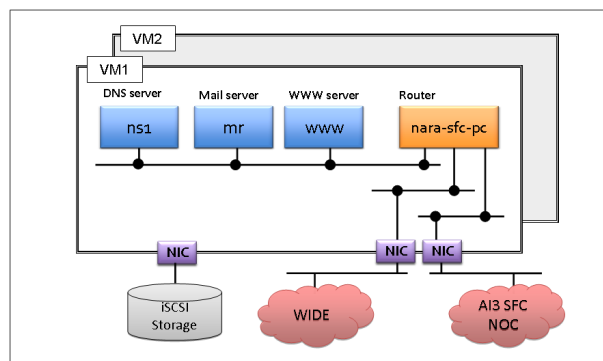 VM2
VM1
DNS server
Mail server
WWW server
Router
ns1
mr
www
nara-sfc-pc
NIC
NIC
NIC
iSCSI
Storage
WIDE
AI3 SFC
NOC